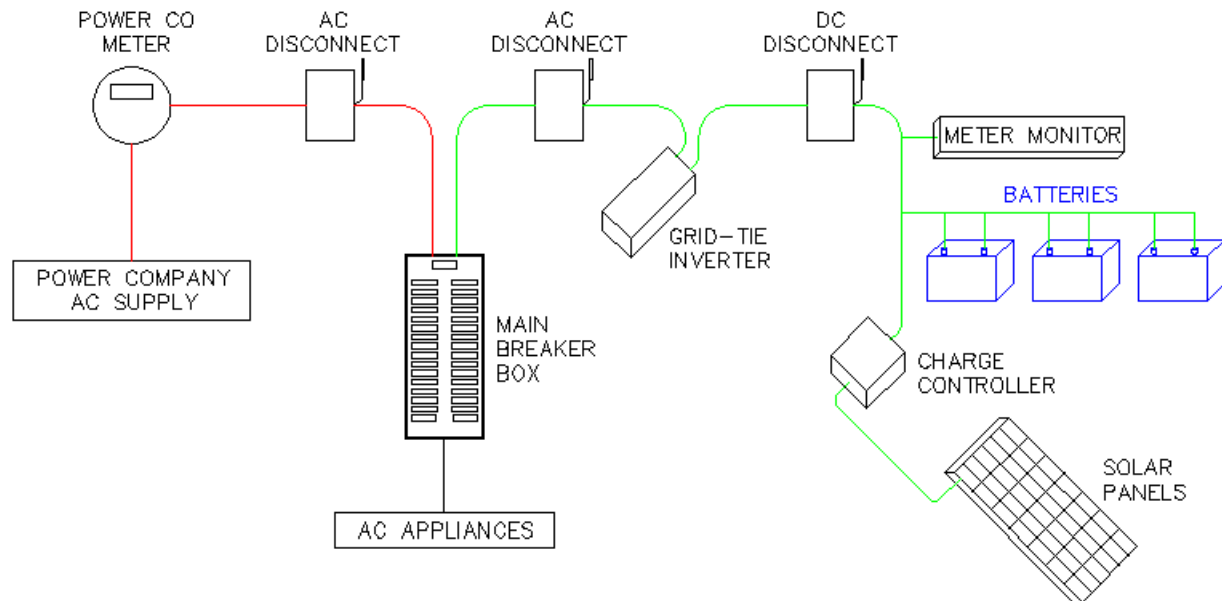 POWER CO
METER
AC
DISCONNECT
AC
DISCONNECT
DC
DISCONNECT
METER MONITOR
BATTERIES
GRID-TIE
INVERTER
POWER COMPANY
AC SUPPLY
MAIN
BREAKER
BOX
CHARGE
CONTROLLER
SOLAR
PANELS
AC APPLIANCES